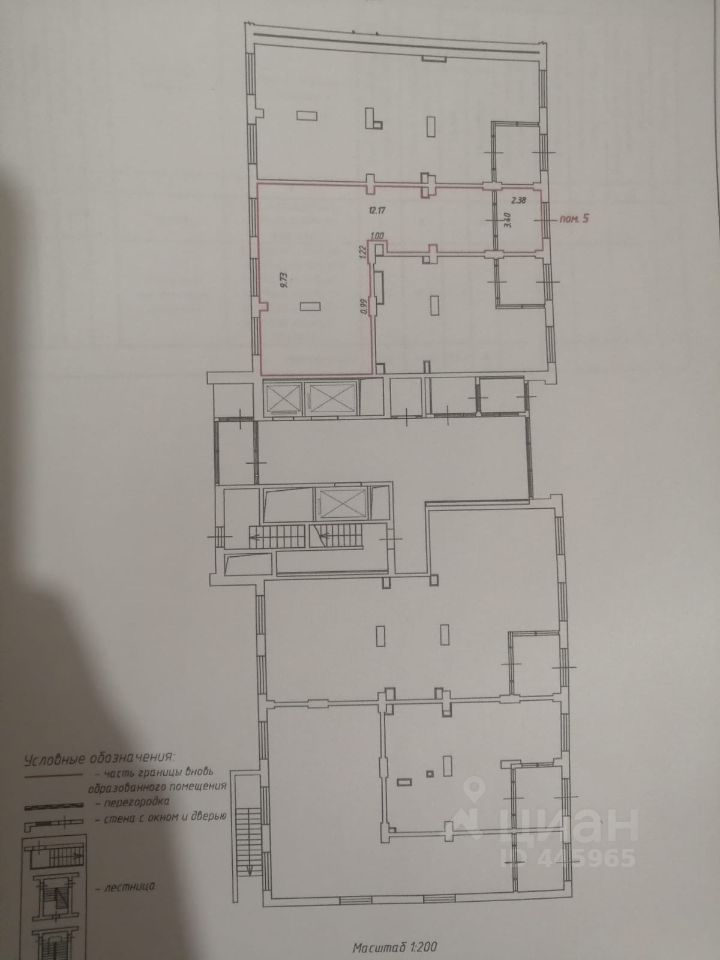 2.38
12.17
3.40
пом. 5
1.00
1.22
9.73
0.99
Условные обозначения:
– часть границы вновь
образованного помещения
– перегородка
– стена с окном и дверью
– лестница
циан
ID 445965
Масштаб 1:200